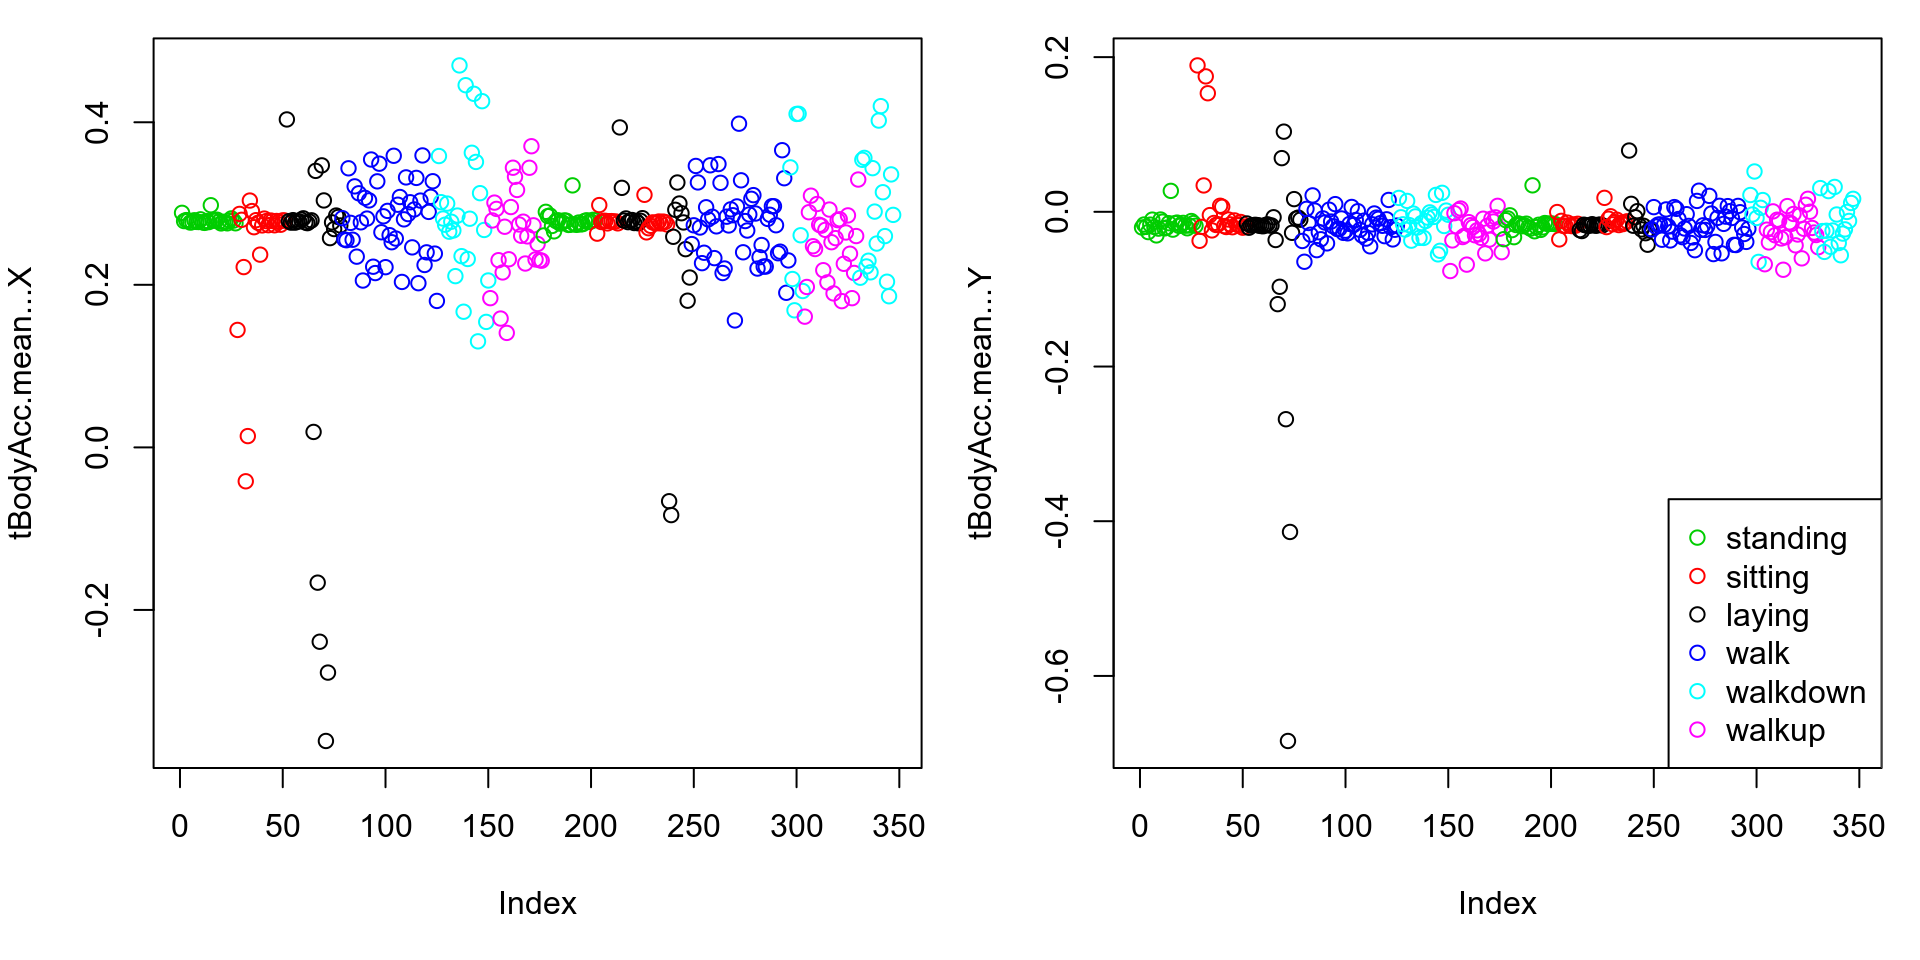 tBodyAcc.mean...X
0.4
0.2
0.0
-0.2
0 50 100 150 200 250 300 350
Index
tBodyAcc.mean...Y
0.2
0.0
-0.2
-0.4
-0.6
0 50 100 150 200 250 300 350
Index
standing
sitting
laying
walk
walkdown
walkup